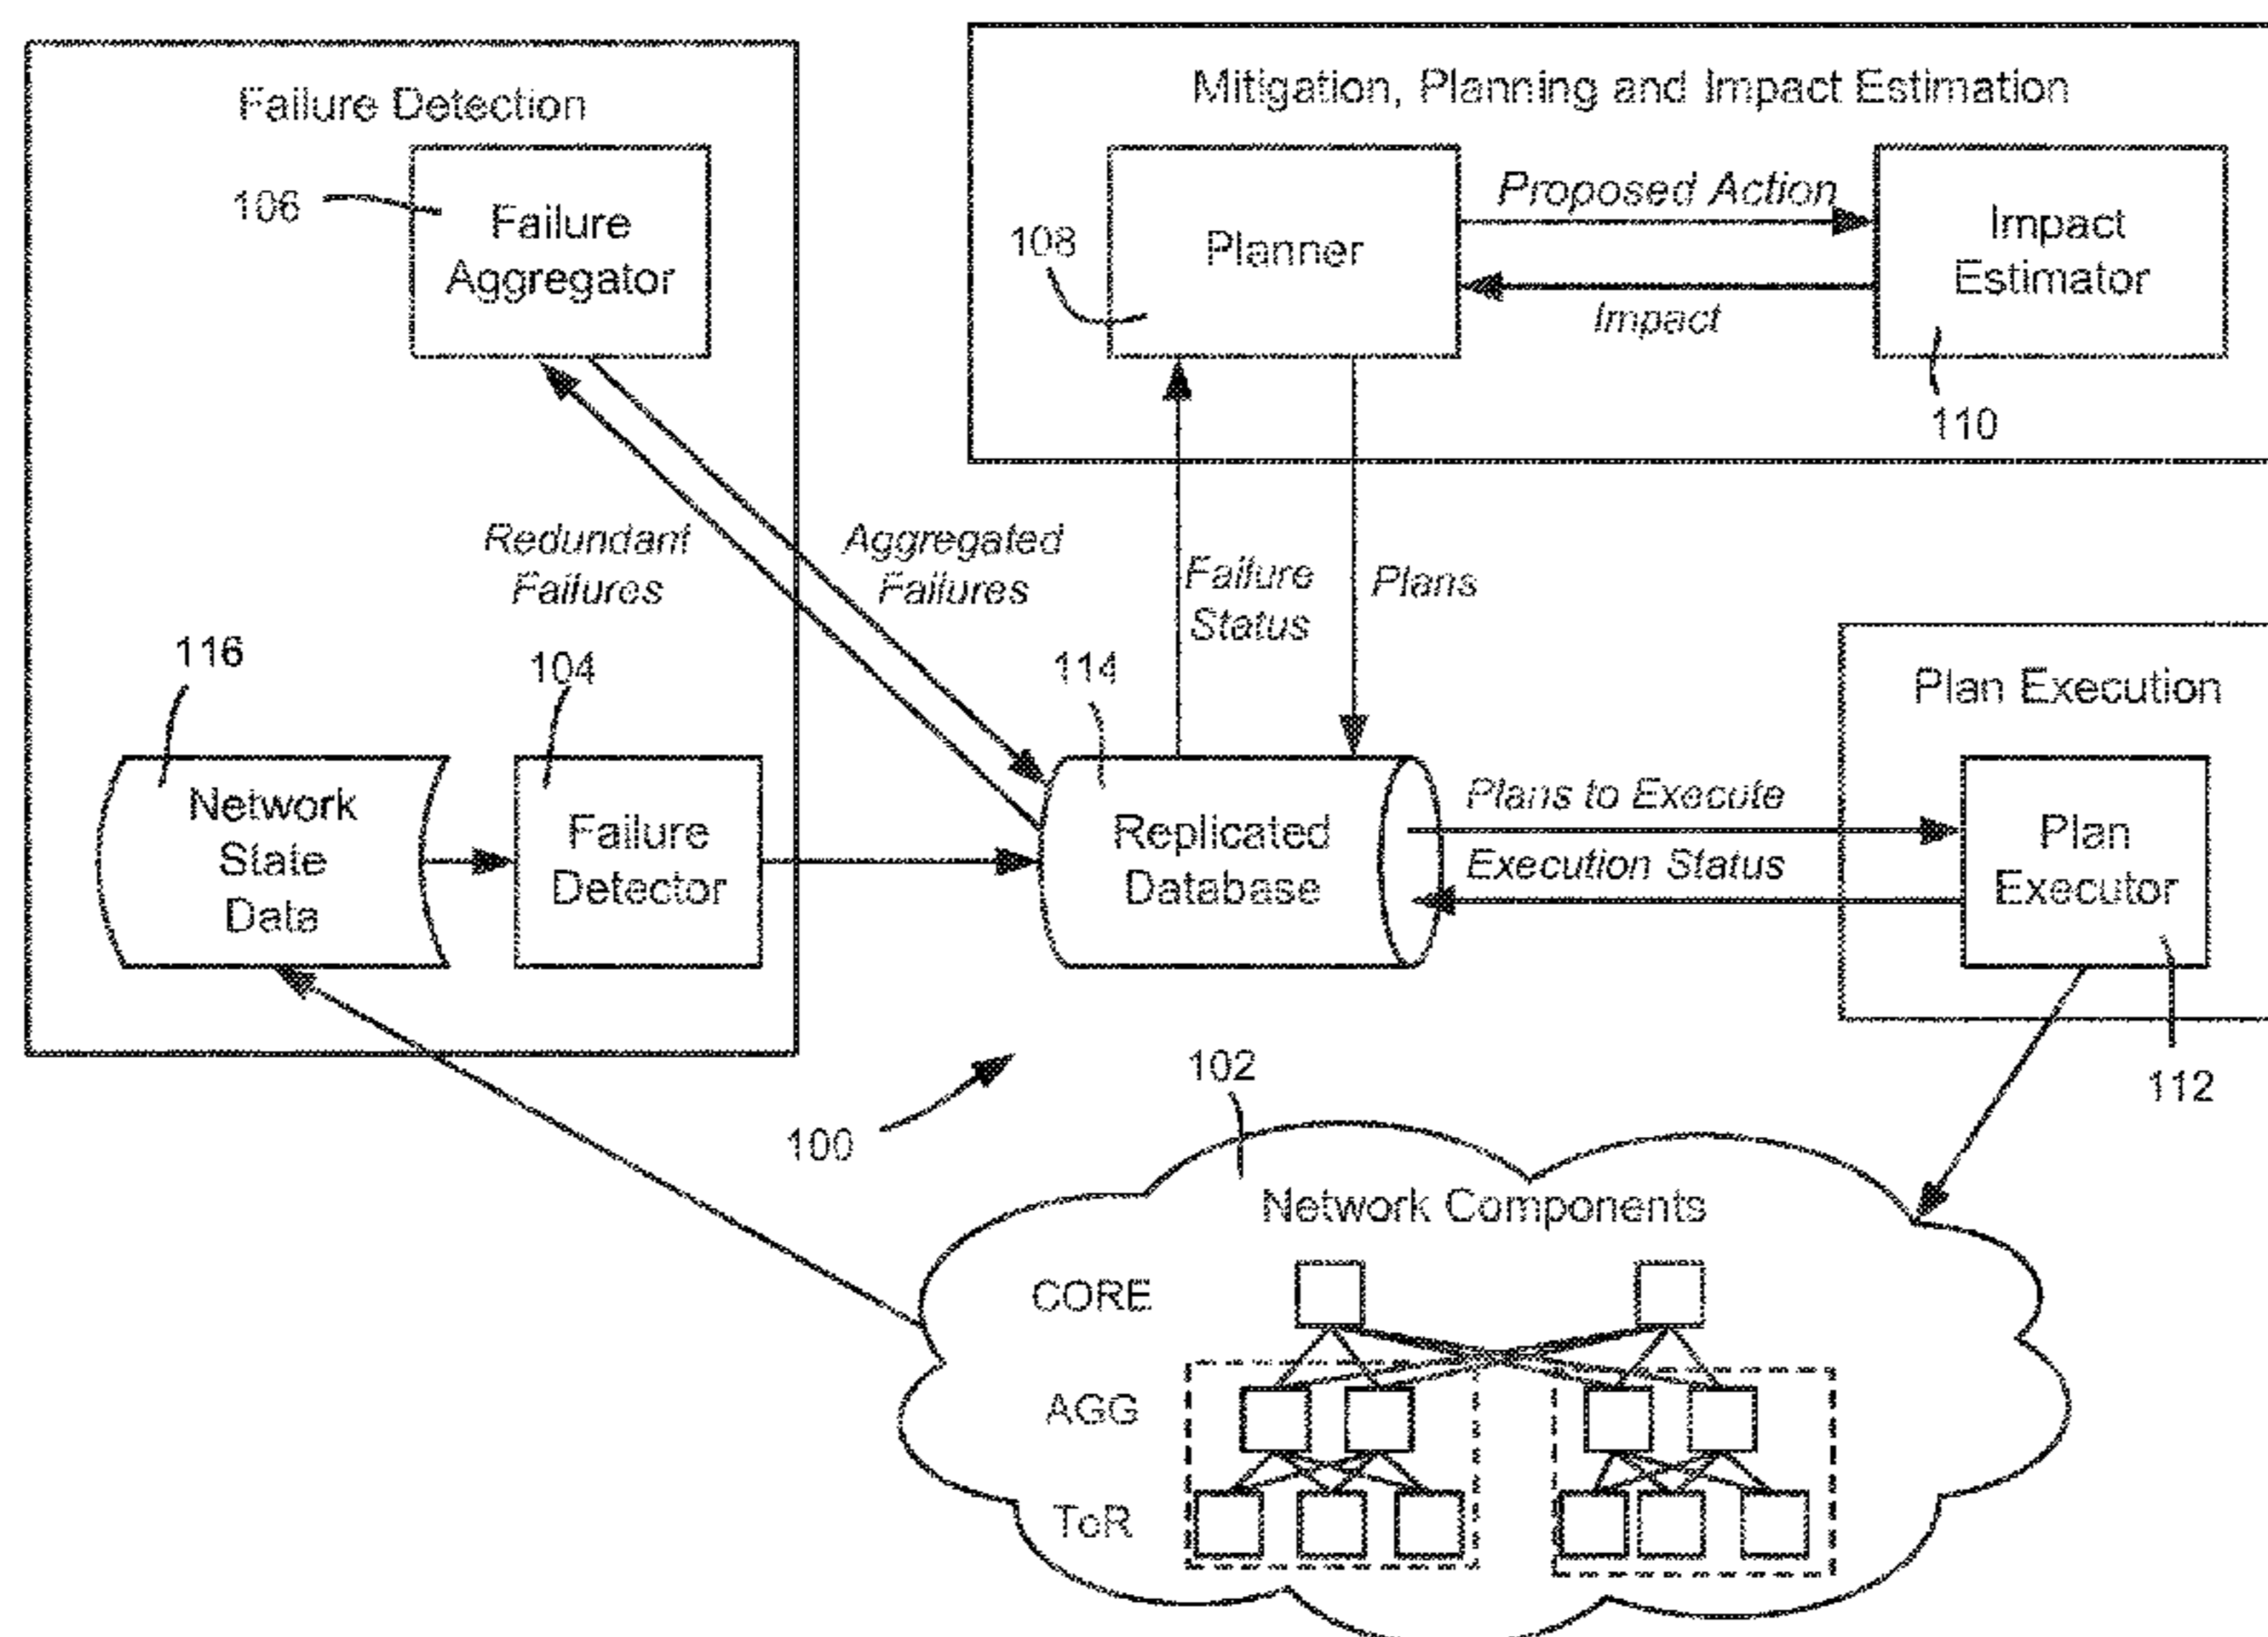 Failure Detection
106
Failure
Aggregator
Mitigation, Planning and Impact Estimation
108
Planner
Proposed Action
Impact
Impact
Estimator
110
Redundant
Failures
Aggregated
Failures
Failure
Status
Plans
116
104
114
Network
State
Data
Failure
Detector
Replicated
Database
Plans to Execute
Execution Status
Plan Execution
Plan
Executor
112
100
102
Network Components
CORE
AGG
ToR